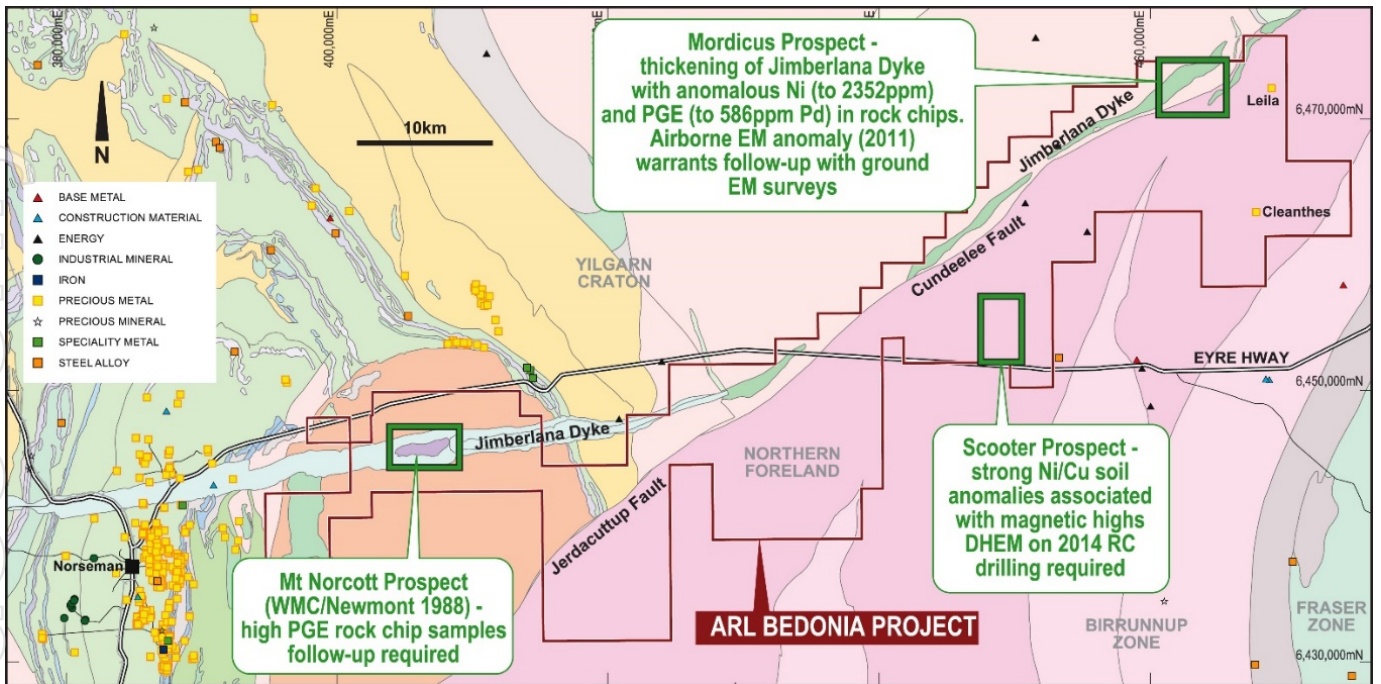 380,000mE
400,000mE
460,000mE
Mordicus Prospect -
thickening of Jimberlana Dyke
with anomalous Ni (to 2352ppm)
and PGE (to 586ppm Pd) in rock chips.
Airborne EM anomaly (2011)
warrants follow-up with ground
EM surveys
Leila
6,470,000mN
Jimberlana Dyke
10km
N
BASE METAL
CONSTRUCTION MATERIAL
ENERGY
INDUSTRIAL MINERAL
IRON
PRECIOUS METAL
PRECIOUS MINERAL
SPECIALITY METAL
STEEL ALLOY
Cleanthes
YILGARN
CRATON
Cundeelee Fault
EYRE HWAY
6,450,000mN
Jimberlana Dyke
NORTHERN
FORELAND
Scooter Prospect -
strong Ni/Cu soil
anomalies associated
with magnetic highs
DHEM on 2014 RC
drilling required
Jerdacuttup Fault
Norseman
Mt Norcott Prospect
(WMC/Newmont 1988) -
high PGE rock chip samples
follow-up required
ARL BEDONIA PROJECT
BIRRUNNUP
ZONE
FRASER
ZONE
6,430,000mN